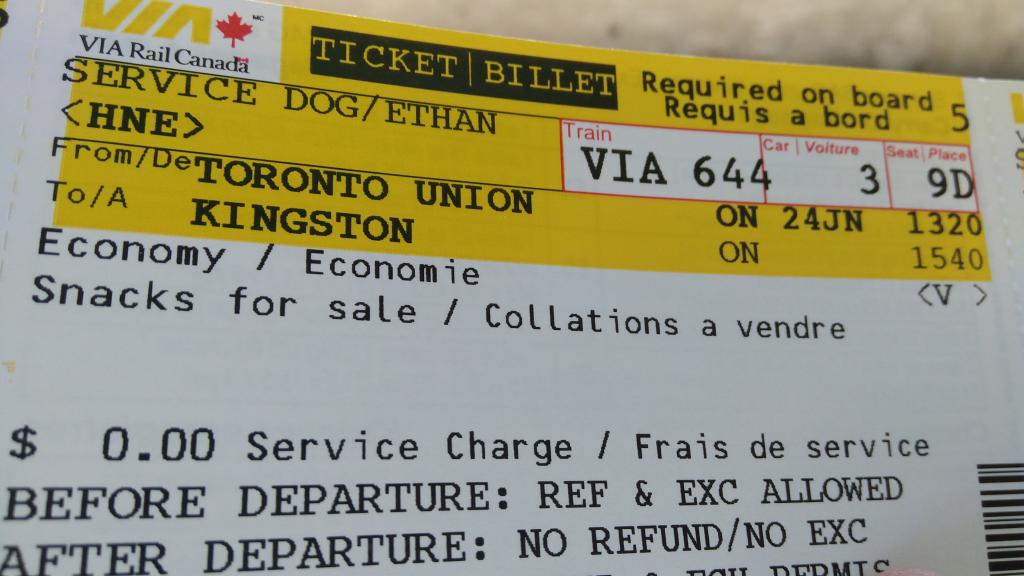 VIA MC
VIA Rail Canada
TICKET | BILLET
Required on board 5
Requis a bord
SERVICE DOG/ETHAN
<HNE>
Train
Car | Voiture
Seat | Place
VIA 644 3 9D
From/De TORONTO UNION ON 24JN 1320
To/A KINGSTON ON 1540
Economy / Economie <V >
Snacks for sale / Collations a vendre
$ 0.00 Service Charge / Frais de service
BEFORE DEPARTURE: REF & EXC ALLOWED
AFTER DEPARTURE: NO REFUND/NO EXC